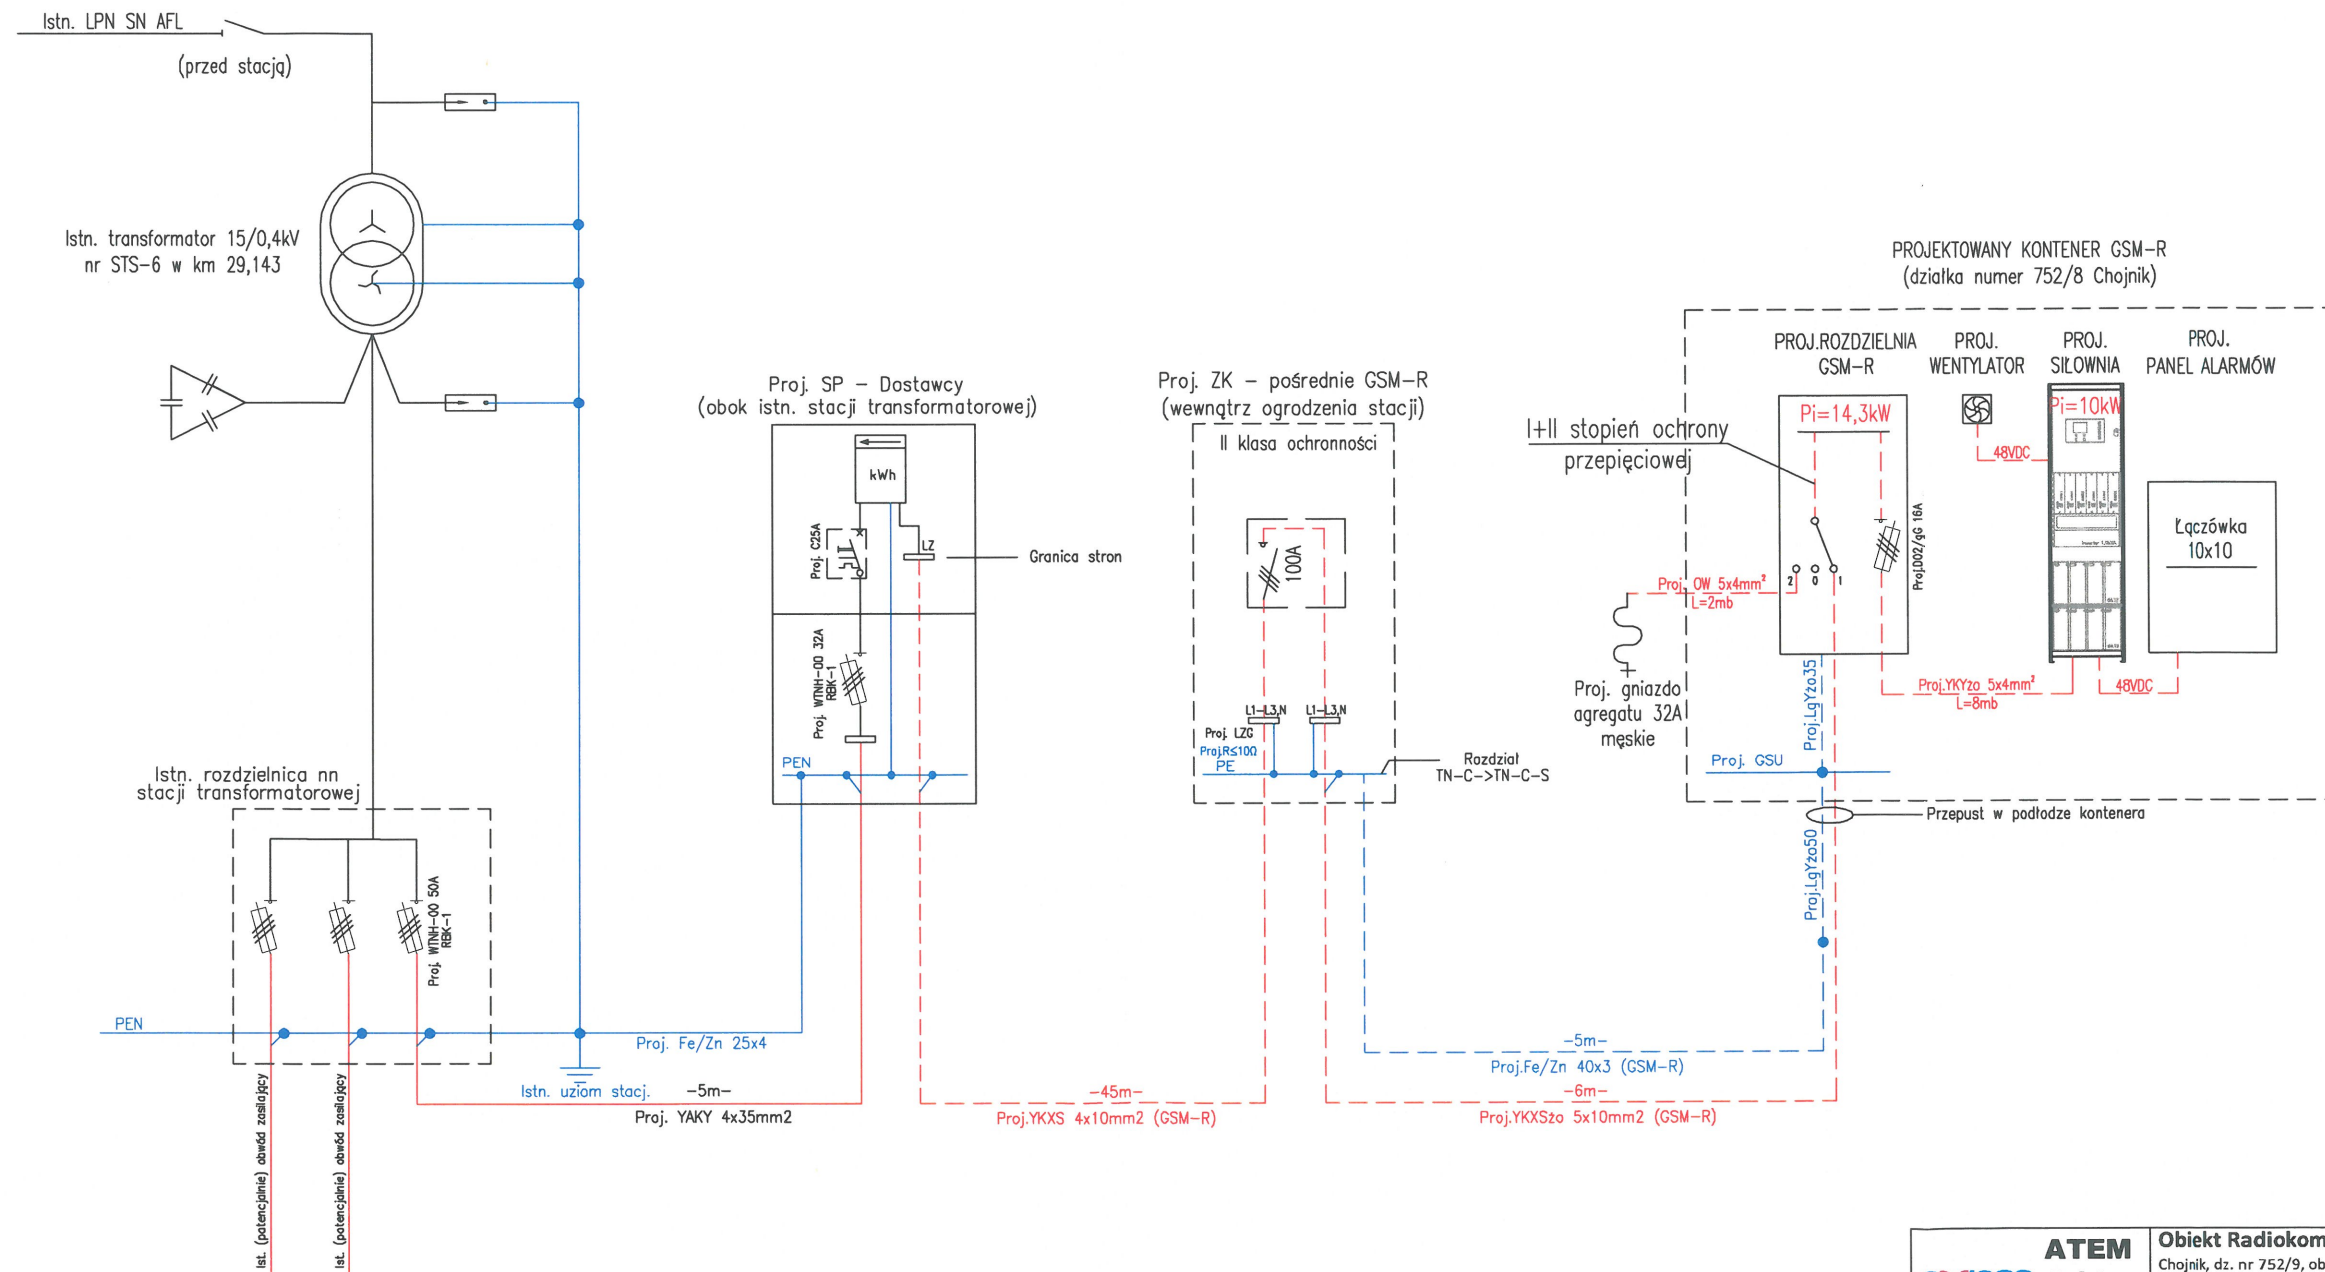 Istn. LPN SN AFL
(przed stacją)
Istn. transformator 15/0,4kV
nr STS-6 w km 29,143
Istn. rozdzielnica nn
stacji transformatorowej
Proj. WTNH-00 50A
RBK-1
PEN
Ist. (potencjalnie) obwód zasilający
Ist. (potencjalnie) obwód zasilający
Istn. uziom stacj.
Proj. Fe/Zn 25x4
-5m-
Proj. YAKY 4x35mm2
Proj. SP - Dostawcy
(obok istn. stacji transformatorowej)
kWh
Proj. C25A
LZ
Granica stron
Proj. WTNH-00 32A
RBK-1
PEN
-45m-
Proj.YKXS 4x10mm2 (GSM-R)
Proj. ZK - pośrednie GSM-R
(wewnątrz ogrodzenia stacji)
II klasa ochronności
100A
L1-L3,N
L1-L3,N
Proj. LZG
Proj.R≤10Ω
PE
Rozdział
TN-C->TN-C-S
-5m-
Proj.Fe/Zn 40x3 (GSM-R)
-6m-
Proj.YKXSżo 5x10mm2 (GSM-R)
PROJEKTOWANY KONTENER GSM-R
(działka numer 752/8 Chojnik)
PROJ.ROZDZIELNIA
GSM-R
PROJ.
WENTYLATOR
PROJ.
SIŁOWNIA
PROJ.
PANEL ALARMÓW
Pi=14,3kW
Pi=10kW
I+II stopień ochrony
przepięciowej
48VDC
Proj.D02/gG 16A
2 0 1
Łączówka
10x10
Proj. OW 5x4mm²
L=2mb
Proj. gniazdo
agregatu 32A
męskie
Proj.YKYżo 5x4mm²
L=8mb
48VDC
Proj.LgYżo35
Proj. GSU
Przepust w podłodze kontenera
Proj.LgYżo50
ATEM
Obiekt Radiokom
Chojnik, dz. nr 752/9, ob